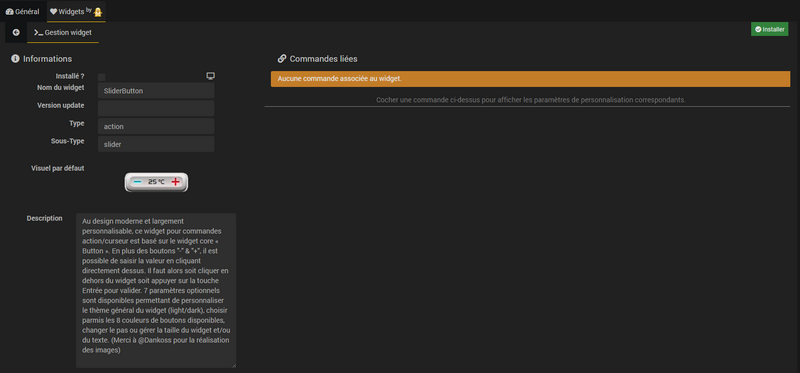 Général
Widgets by
Gestion widget
Installer
Informations
Installé ?
Nom du widget
SliderButton
Version update
Type
action
Sous-Type
slider
Visuel par défaut
25 °C
Description
Au design moderne et largement
personnalisable, ce widget pour commandes
action/curseur est basé sur le widget core «
Button ». En plus des boutons "-" & "+", il est
possible de saisir la valeur en cliquant
directement dessus. Il faut alors soit cliquer en
dehors du widget soit appuyer sur la touche
Entrée pour valider. 7 paramètres optionnels
sont disponibles permettant de personnaliser
le thème général du widget (light/dark), choisir
parmis les 8 couleurs de boutons disponibles,
changer le pas ou gérer la taille du widget et/ou
du texte. (Merci à @Dankoss pour la réalisation
des images)
Commandes liées
Aucune commande associée au widget.
Cocher une commande ci-dessus pour afficher les paramètres de personnalisation correspondants.